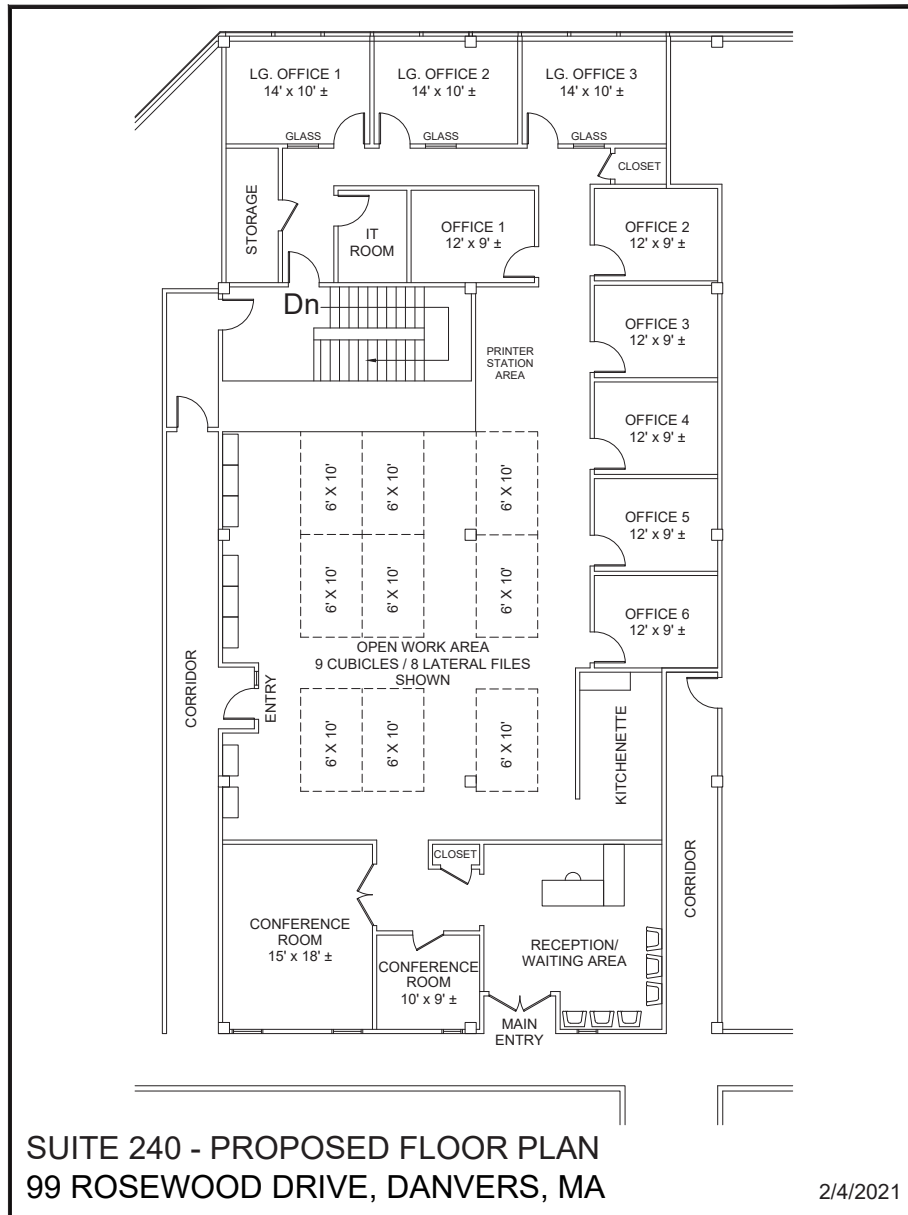 LG. OFFICE 1
14' x 10' ±
LG. OFFICE 2
14' x 10' ±
LG. OFFICE 3
14' x 10' ±
GLASS
GLASS
GLASS
CLOSET
STORAGE
IT
ROOM
OFFICE 1
12' x 9' ±
OFFICE 2
12' x 9' ±
Dn
OFFICE 3
12' x 9' ±
PRINTER
STATION
AREA
OFFICE 4
12' x 9' ±
6' X 10'
6' X 10'
6' X 10'
OFFICE 5
12' x 9' ±
6' X 10'
6' X 10'
6' X 10'
OFFICE 6
12' x 9' ±
OPEN WORK AREA
9 CUBICLES / 8 LATERAL FILES
SHOWN
CORRIDOR
ENTRY
6' X 10'
6' X 10'
6' X 10'
KITCHENETTE
CLOSET
CORRIDOR
CONFERENCE
ROOM
15' x 18' ±
RECEPTION/
WAITING AREA
CONFERENCE
ROOM
10' x 9' ±
MAIN
ENTRY
SUITE 240 - PROPOSED FLOOR PLAN
99 ROSEWOOD DRIVE, DANVERS, MA
2/4/2021